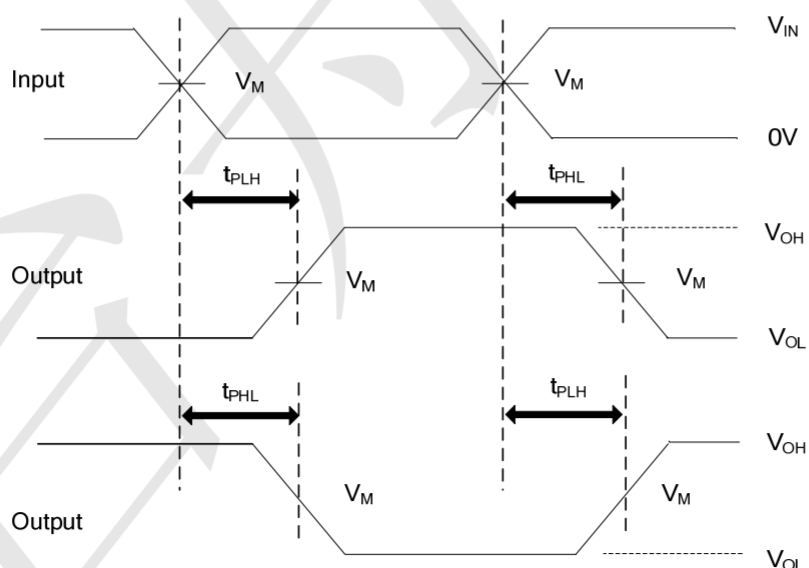 V_IN
Input V_M V_M
0V
t_PLH t_PHL
V_OH
Output V_M V_M
V_OL
t_PHL t_PLH
V_OH
V_M V_M
Output
V_OL